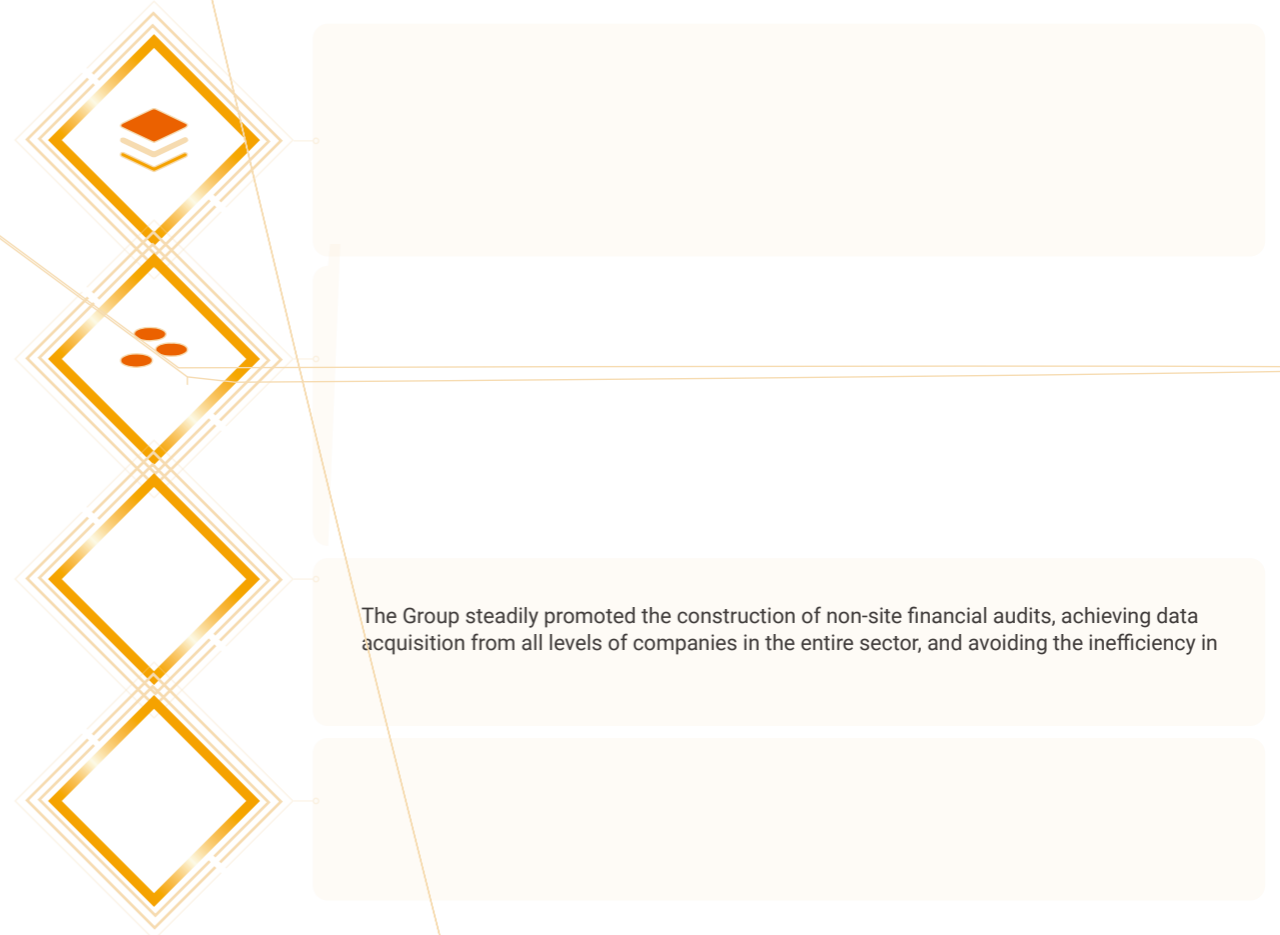 The Group steadily promoted the construction of non-site financial audits, achieving data
acquisition from all levels of companies in the entire sector, and avoiding the inefficiency in